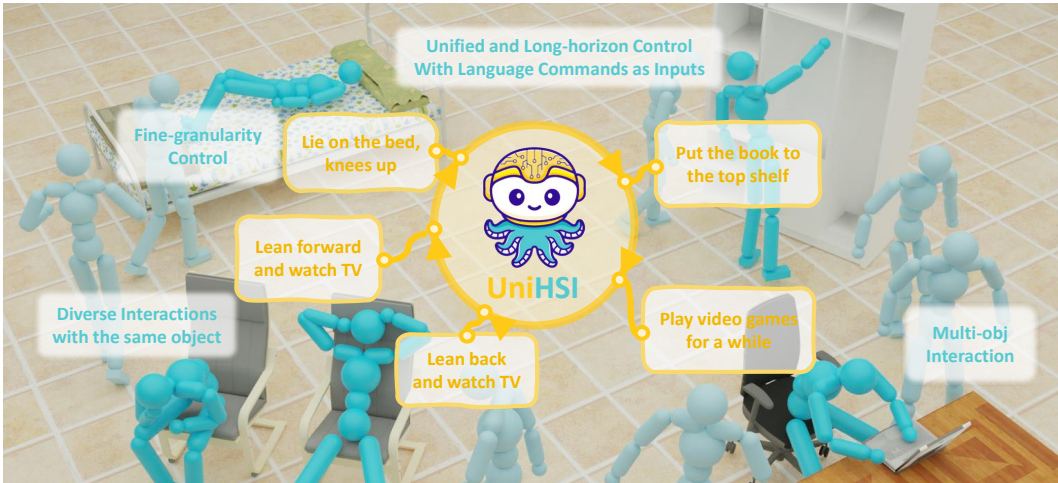 Unified and Long-horizon Control
With Language Commands as Inputs
Fine-granularity
Control
Lie on the bed,
knees up
Put the book to
the top shelf
Lean forward
and watch TV
UniHSI
Diverse Interactions
with the same object
Play video games
for a while
Lean back
and watch TV
Multi-obj
Interaction